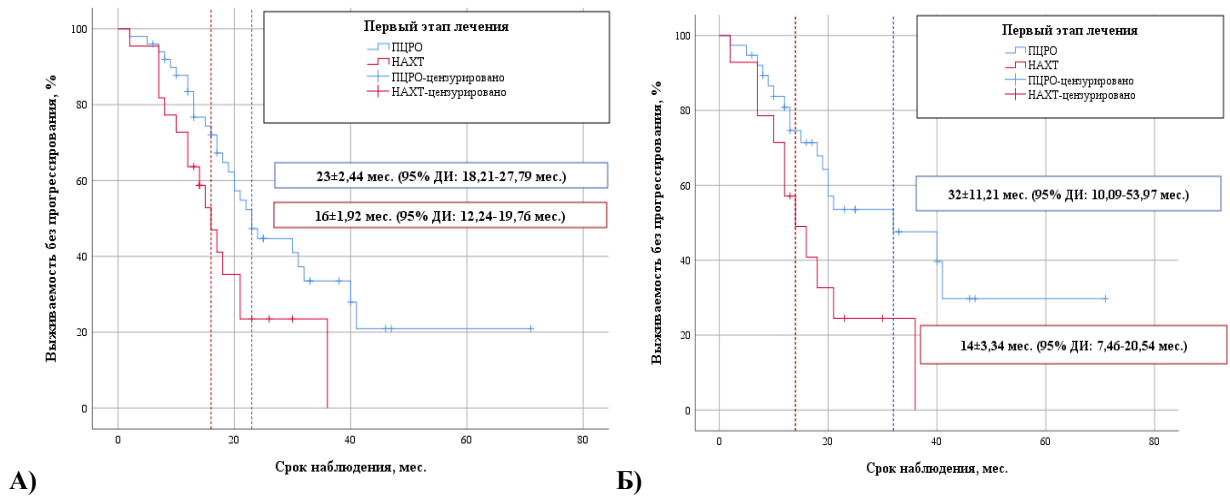 Первый этап лечения
ПЦРО
НАХТ
ПЦРО-цензурировано
НАХТ-цензурировано
23±2,44 мес. (95% ДИ: 18,21-27,79 мес.)
16±1,92 мес. (95% ДИ: 12,24-19,76 мес.)
Выживаемость без прогрессирования, %
100
80
60
40
20
0
0 20 40 60 80
Срок наблюдения, мес.
А)
Первый этап лечения
ПЦРО
НАХТ
ПЦРО-цензурировано
НАХТ-цензурировано
32±11,21 мес. (95% ДИ: 10,09-53,97 мес.)
14±3,34 мес. (95% ДИ: 7,46-20,54 мес.)
Выживаемость без прогрессирования, %
100
80
60
40
20
0
0 20 40 60 80
Срок наблюдения, мес.
Б)